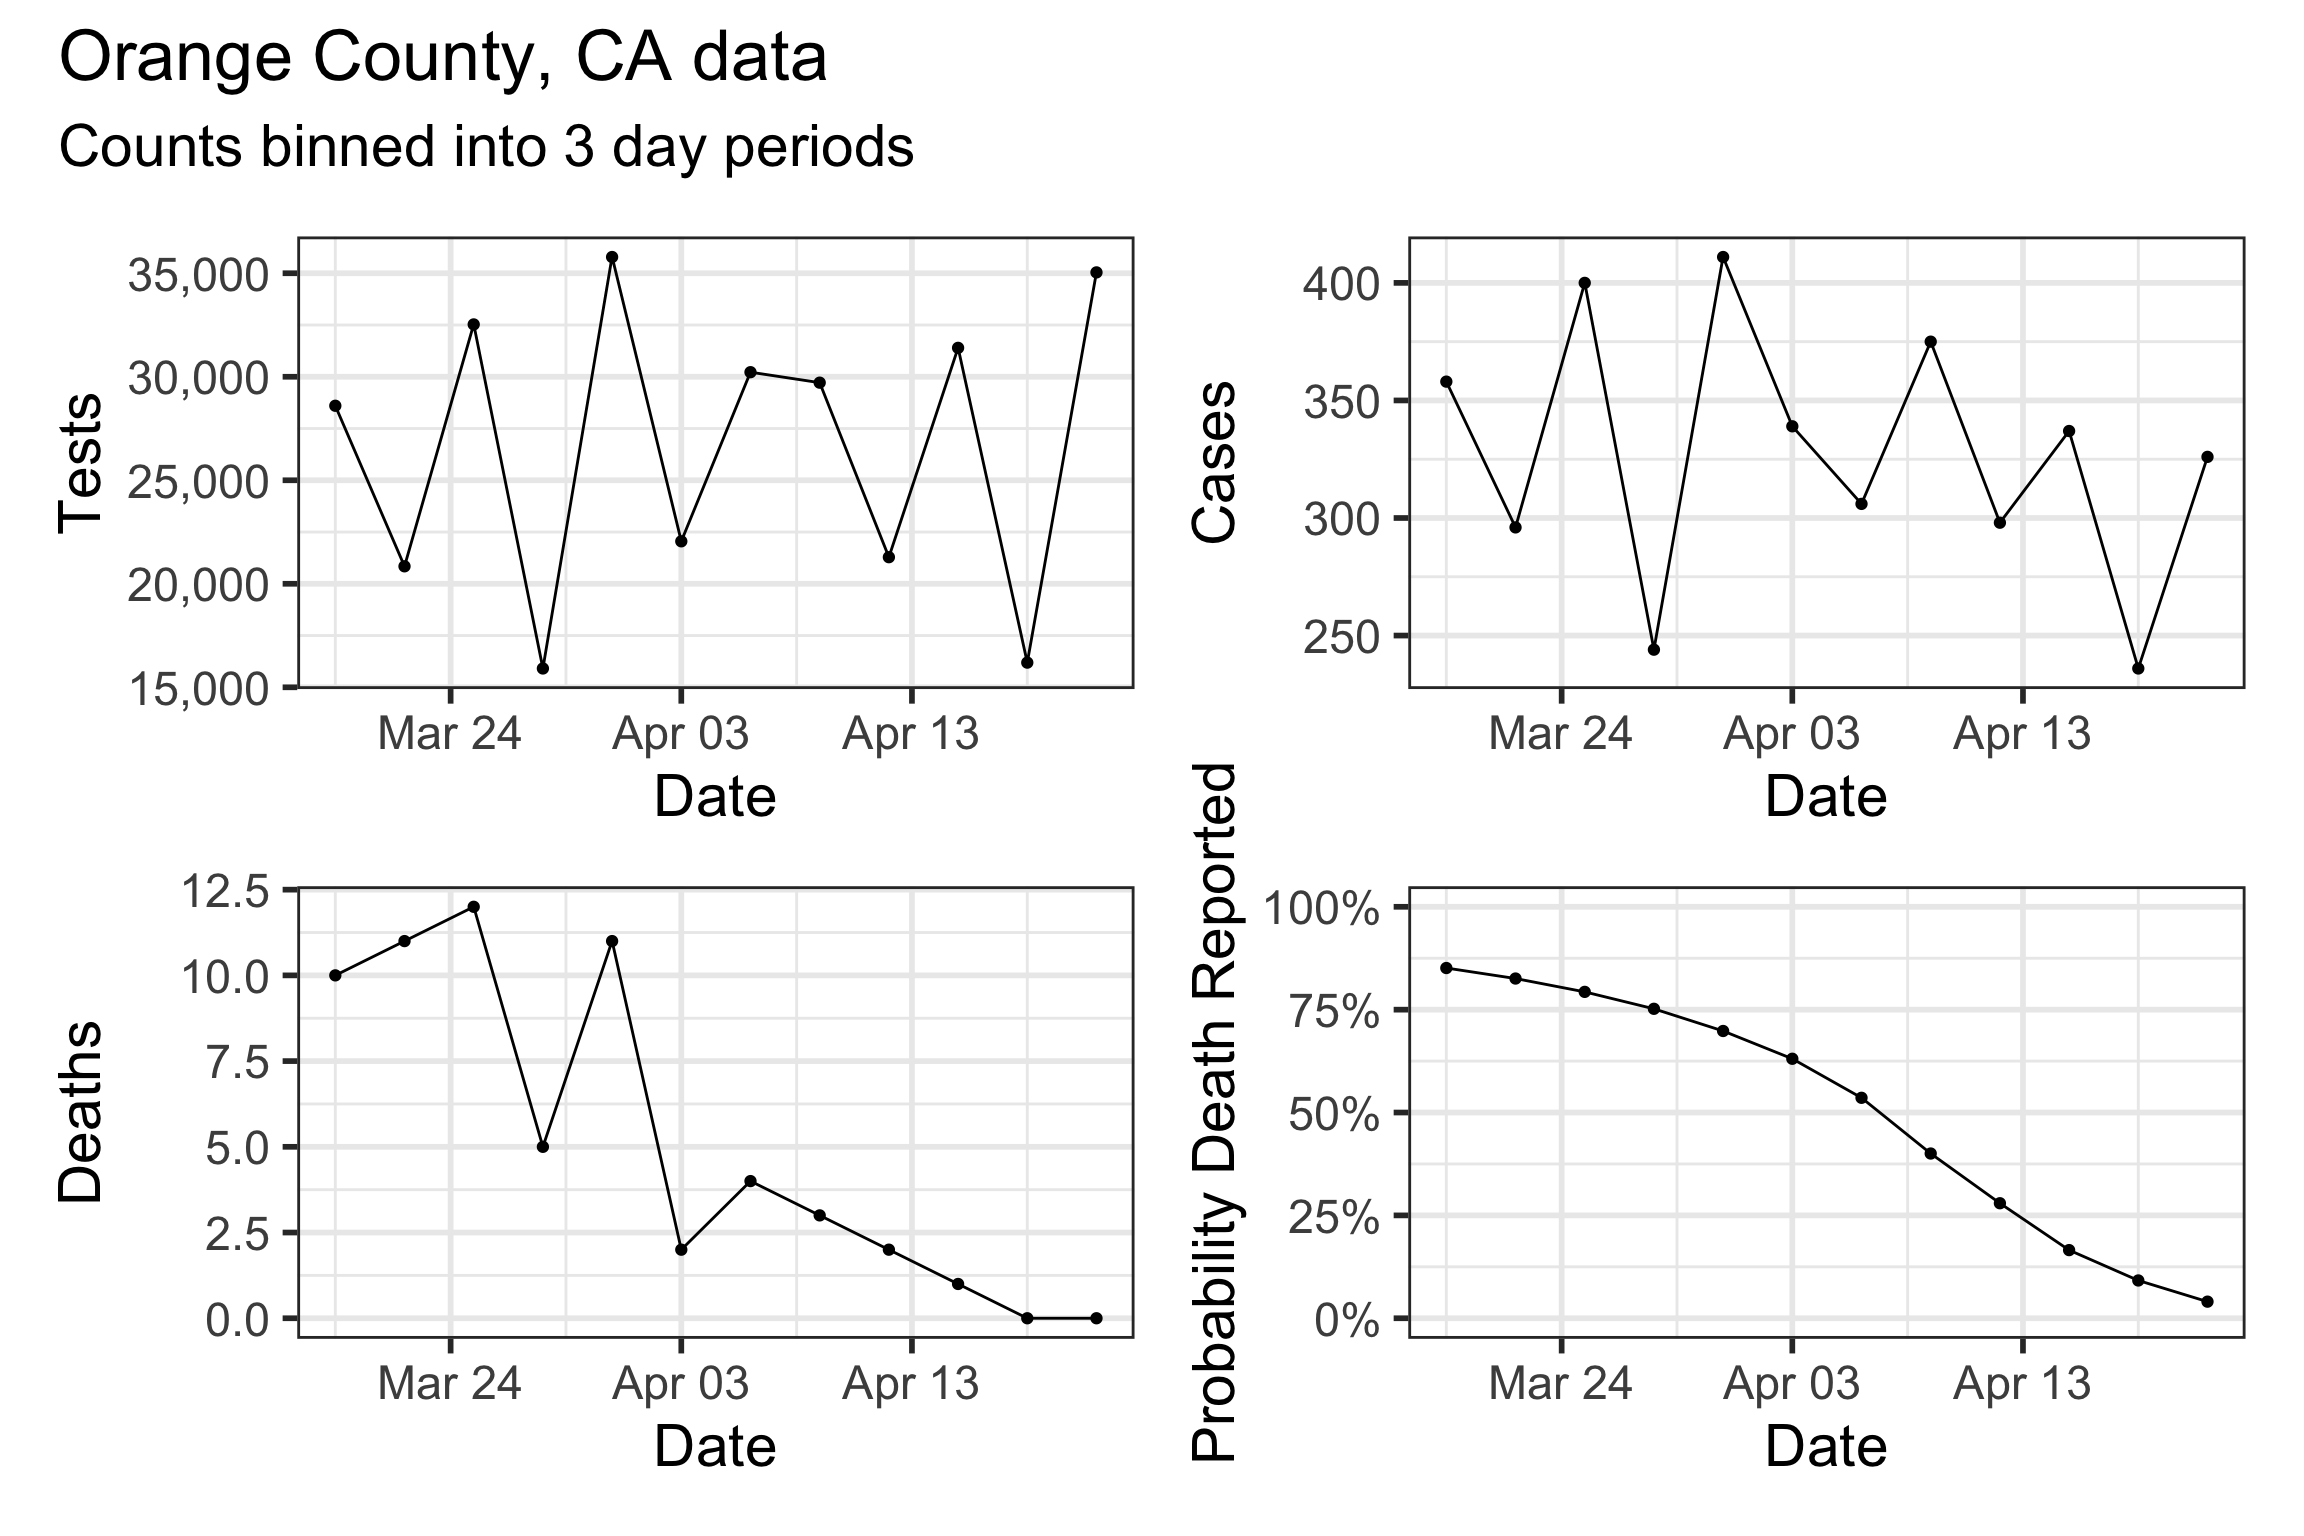 Orange County, CA data
Counts binned into 3 day periods
Tests
35,000
30,000
25,000
20,000
15,000
Mar 24 Apr 03 Apr 13
Date
Cases
400
350
300
250
Mar 24 Apr 03 Apr 13
Date
Deaths
12.5
10.0
7.5
5.0
2.5
0.0
Mar 24 Apr 03 Apr 13
Date
Probability Death Reported
100%
75%
50%
25%
0%
Mar 24 Apr 03 Apr 13
Date